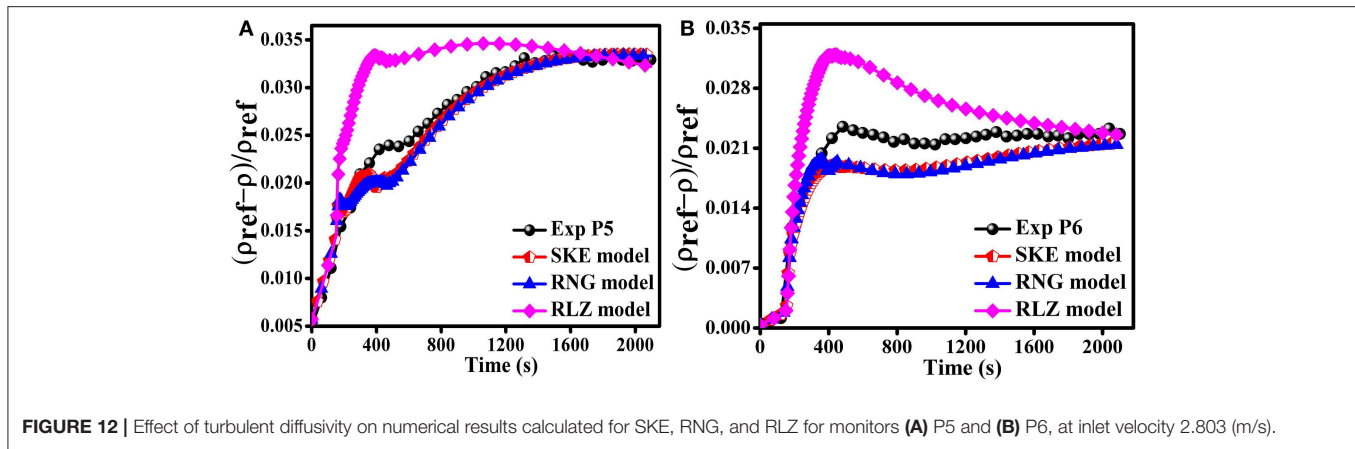 A
(ρref−ρ)/ρref
0.035
0.030
0.025
0.020
0.015
0.010
0.005
0 400 800 1200 1600 2000
Time (s)
Exp P5
SKE model
RNG model
RLZ model
B
(ρref−ρ)/ρref
0.035
0.028
0.021
0.014
0.007
0.000
0 400 800 1200 1600 2000
Time (s)
Exp P6
SKE model
RNG model
RLZ model
FIGURE 12 | Effect of turbulent diffusivity on numerical results calculated for SKE, RNG, and RLZ for monitors (A) P5 and (B) P6, at inlet velocity 2.803 (m/s).